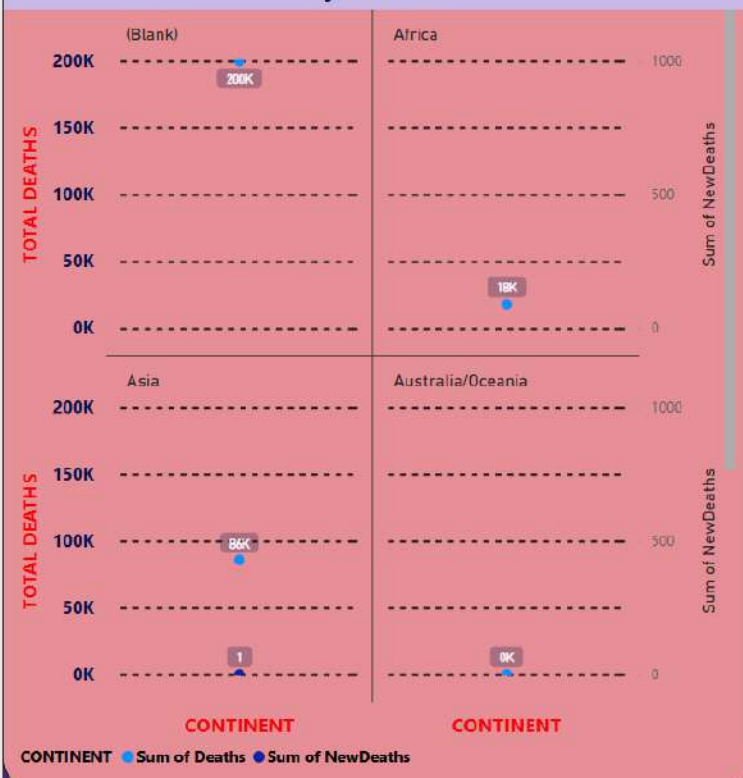 (Blank)
Africa
200K
1000
200K
150K
100K
500
50K
18K
0K
0
TOTAL DEATHS
Sum of NewDeaths
Asia
Australia/Oceania
200K
1000
150K
100K
500
86K
50K
1
0K
0K
0
TOTAL DEATHS
Sum of NewDeaths
CONTINENT
CONTINENT
CONTINENT Sum of Deaths Sum of NewDeaths